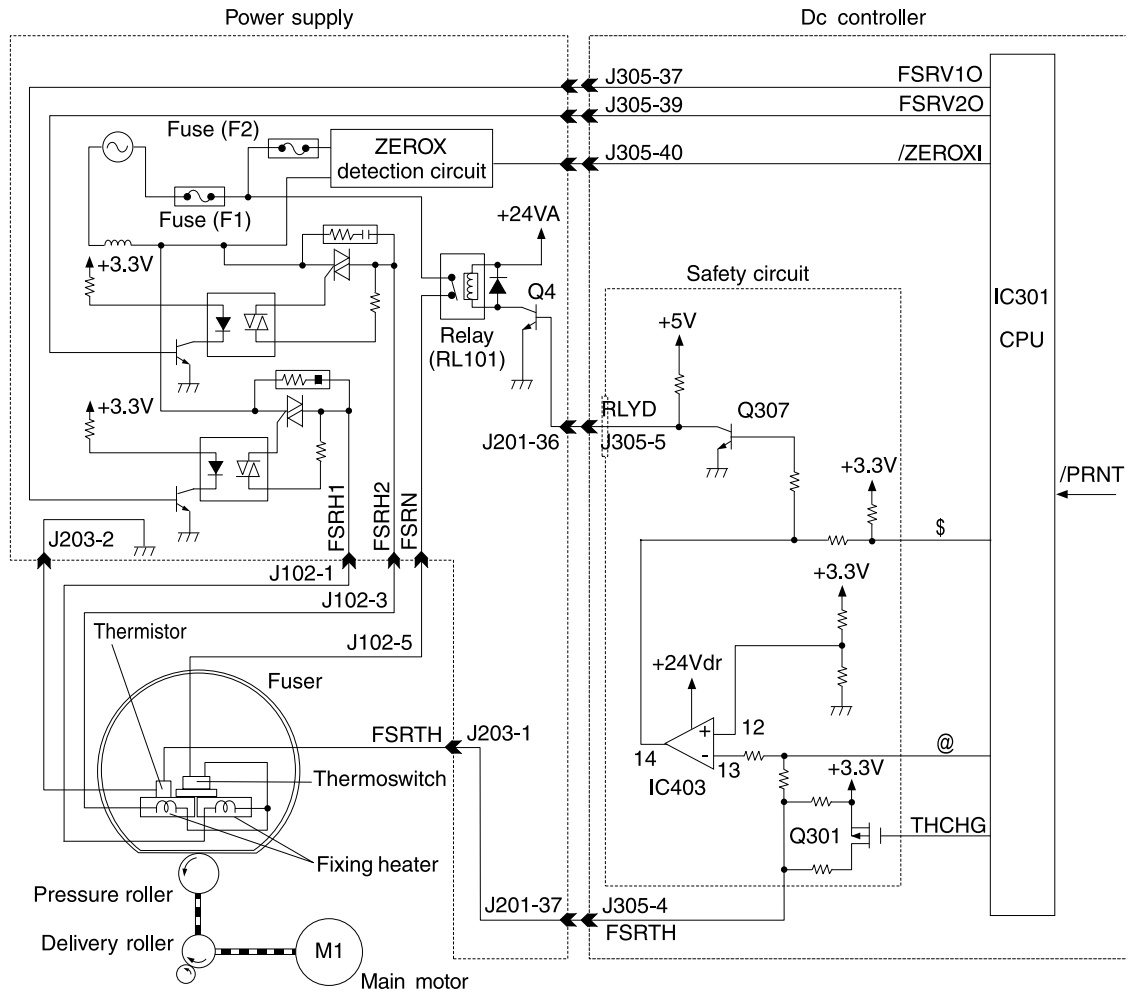 Power supply
Dc controller
J305-37
FSRV1O
J305-39
FSRV2O
Fuse (F2)
ZEROX
detection circuit
J305-40
/ZEROXI
Fuse (F1)
+24VA
+3.3V
Safety circuit
Q4
IC301
CPU
Relay
(RL101)
+5V
+3.3V
RLYD
Q307
J201-36
J305-5
+3.3V
/PRNT
FSRH1
FSRH2
FSRN
J203-2
$
J102-1
+3.3V
J102-3
Thermistor
J102-5
+24Vdr
Fuser
FSRTH
J203-1
12
+
14
-
13
@
Thermoswitch
IC403
+3.3V
Q301
THCHG
Fixing heater
Pressure roller
J201-37
J305-4
FSRTH
Delivery roller
M1
Main motor